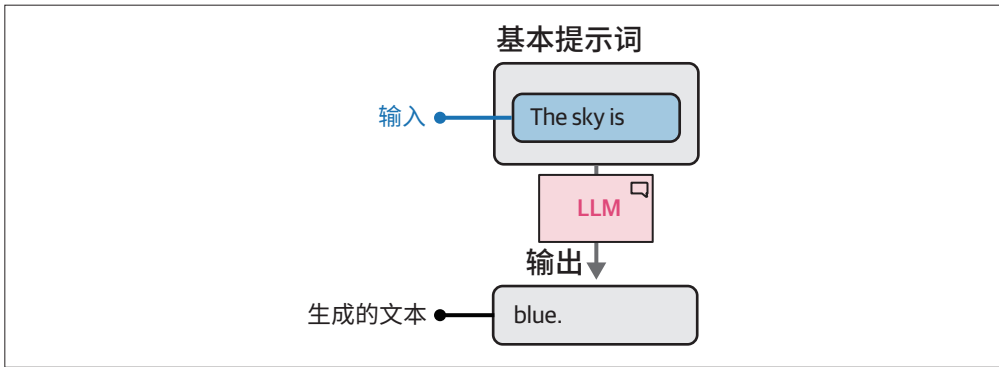 基本提示词
输入
The sky is
LLM
输出
生成的文本
blue.